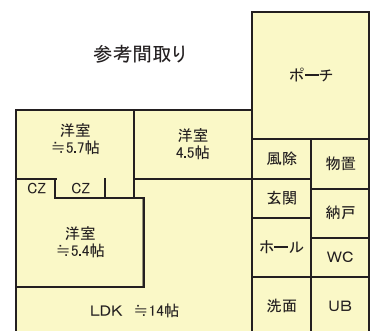 参考間取り
ポーチ
洋室
≒5.7帖
洋室
4.5帖
風除
物置
CZ
CZ
玄関
納戸
洋室
≒5.4帖
ホール
WC
LDK ≒14帖
洗面
UB